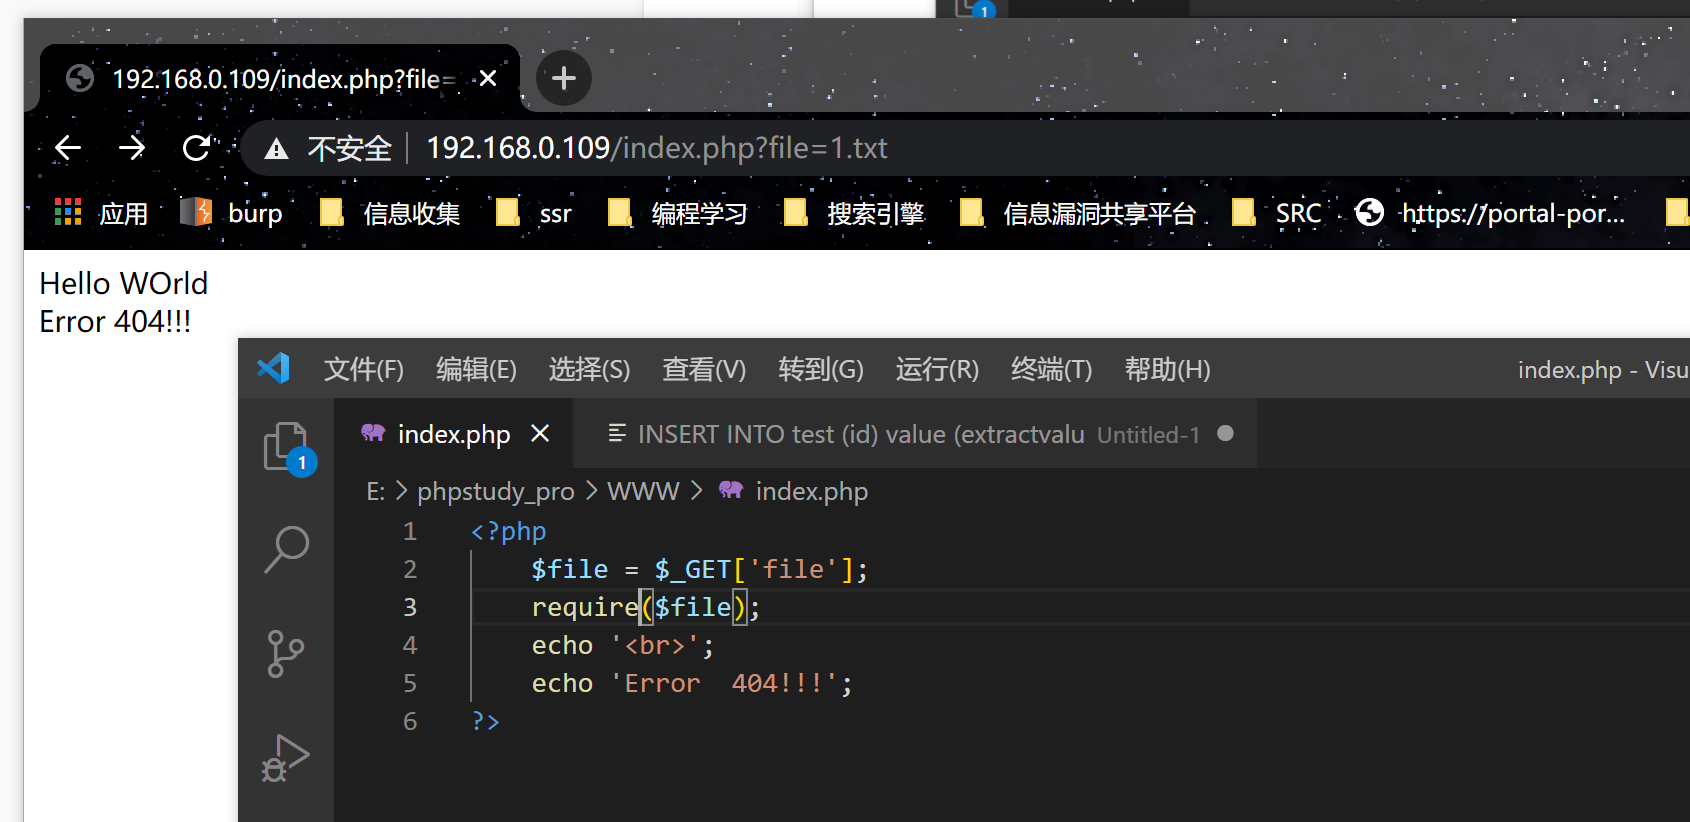 1
192.168.0.109/index.php?file=
不安全 192.168.0.109/index.php?file=1.txt
应用 burp 信息收集 ssr 编程学习 搜索引擎 信息漏洞共享平台 SRC https://portal-por...
Hello WOrld
Error 404!!!
文件(F) 编辑(E) 选择(S) 查看(V) 转到(G) 运行(R) 终端(T) 帮助(H) index.php - Visu
index.php INSERT INTO test (id) value (extractvalu Untitled-1
1
E: > phpstudy_pro > WWW > index.php
1 <?php
2 $file = $_GET['file'];
3 require($file);
4 echo '<br>';
5 echo 'Error  404!!!';
6 ?>